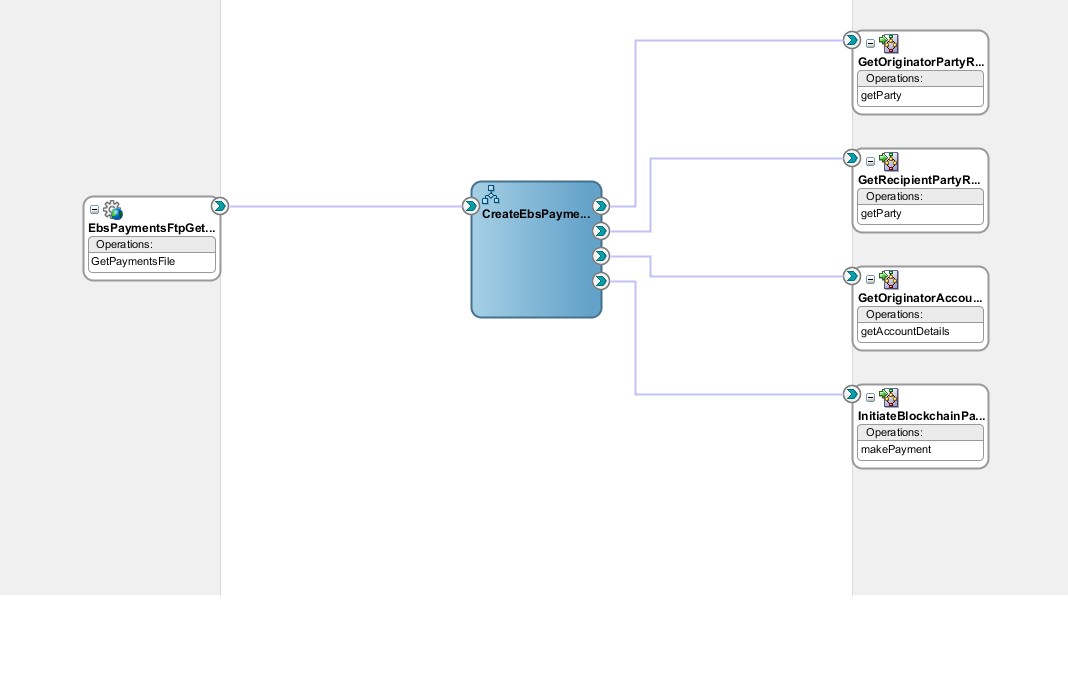 EbsPaymentsFtpGet...
Operations:
GetPaymentsFile
CreateEbsPayme...
GetOriginatorPartyR...
Operations:
getParty
GetRecipientPartyR...
Operations:
getParty
GetOriginatorAccou...
Operations:
getAccountDetails
InitiateBlockchainPa...
Operations:
makePayment